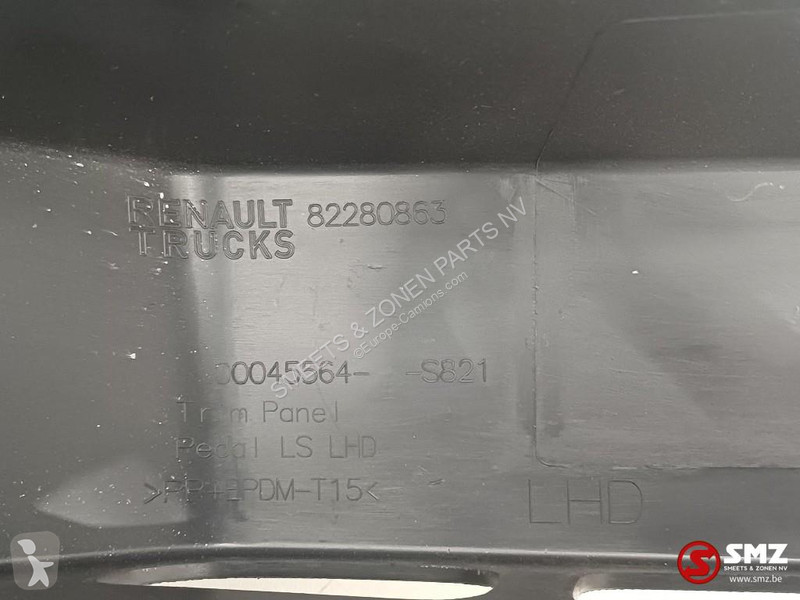 RENAULT 82280863
TRUCKS
SMEETS & ZONEN PARTS NV
©Europe-Camions.com
00045964- -S821
Trim Panel
Pedal LS LHD
>PP+EPDM-T15<
LHD
SMZ
SMEETS & ZONEN NV
www.smz.be